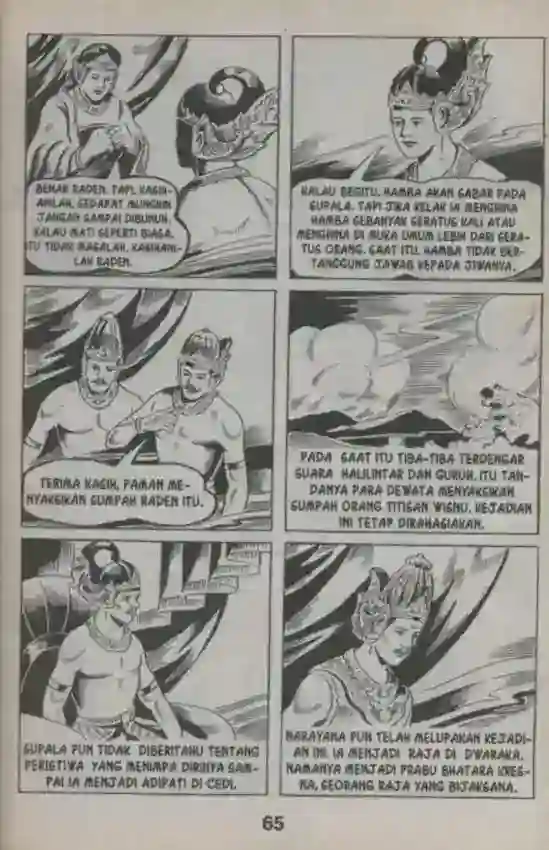 BENAR RADEN. TAPI, KASIH-
ANILAH, SEDAPAT MUNGKIN
JANGAN SAMPAI DIBUNUH.
KALAU MATI SEPERTI BIASA,
ITU TIDAK MASALAH. KASIHANI-
LAH RADEN.
KALAU BEGITU, HAMBA AKAN SABAR PADA
SUPALA. TAPI JIKA KELAK IA MENGHINA
HAMBA SEBANYAK SERATUS KALI ATAU
MENGHINA DI MUKA UMUM LEBIH DARI SERA-
TUS ORANG. SAAT ITU, HAMBA TIDAK BER-
TANGGUNG JAWAB KEPADA JIWANYA.
TERIMA KASIH, PAMAN ME-
NYAKSIKAN SUMPAH RADEN ITU.
PADA SAAT ITU TIBA-TIBA TERDENGAR
SUARA HALILINTAR DAN GURUH. ITU TAN-
DANYA PARA DEWATA MENYAKSIKAN
SUMPAH ORANG TITISAN WISNU. KEJADIAN
INI TETAP DIRAHASIAKAN.
SUPALA PUN TIDAK DIBERITAHU TENTANG
PERISTIWA YANG MENIMPA DIRINYA SAM-
PAI IA MENJADI ADIPATI DI CEDI.
NARAYANA PUN TELAH MELUPAKAN KEJADI-
AN INI. IA MENJADI RAJA DI DWARAKA.
NAMANYA MENJADI PRABU BHATARA KRES-
NA, SEORANG RAJA YANG BIJAKSANA.
65